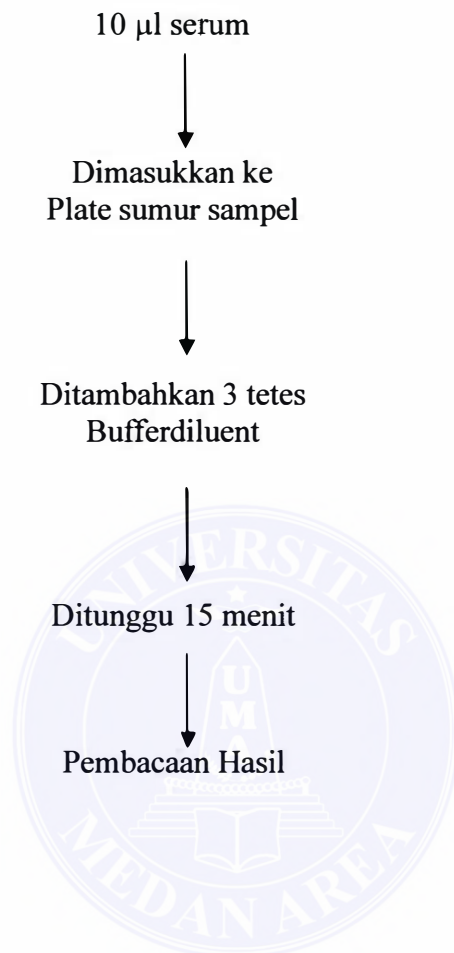 10 µl serum
Dimasukkan ke
Plate sumur sampel
Ditambahkan 3 tetes
Bufferdiluent
Ditunggu 15 menit
Pembacaan Hasil
UNIVERSITAS
UMA
MEDAN AREA